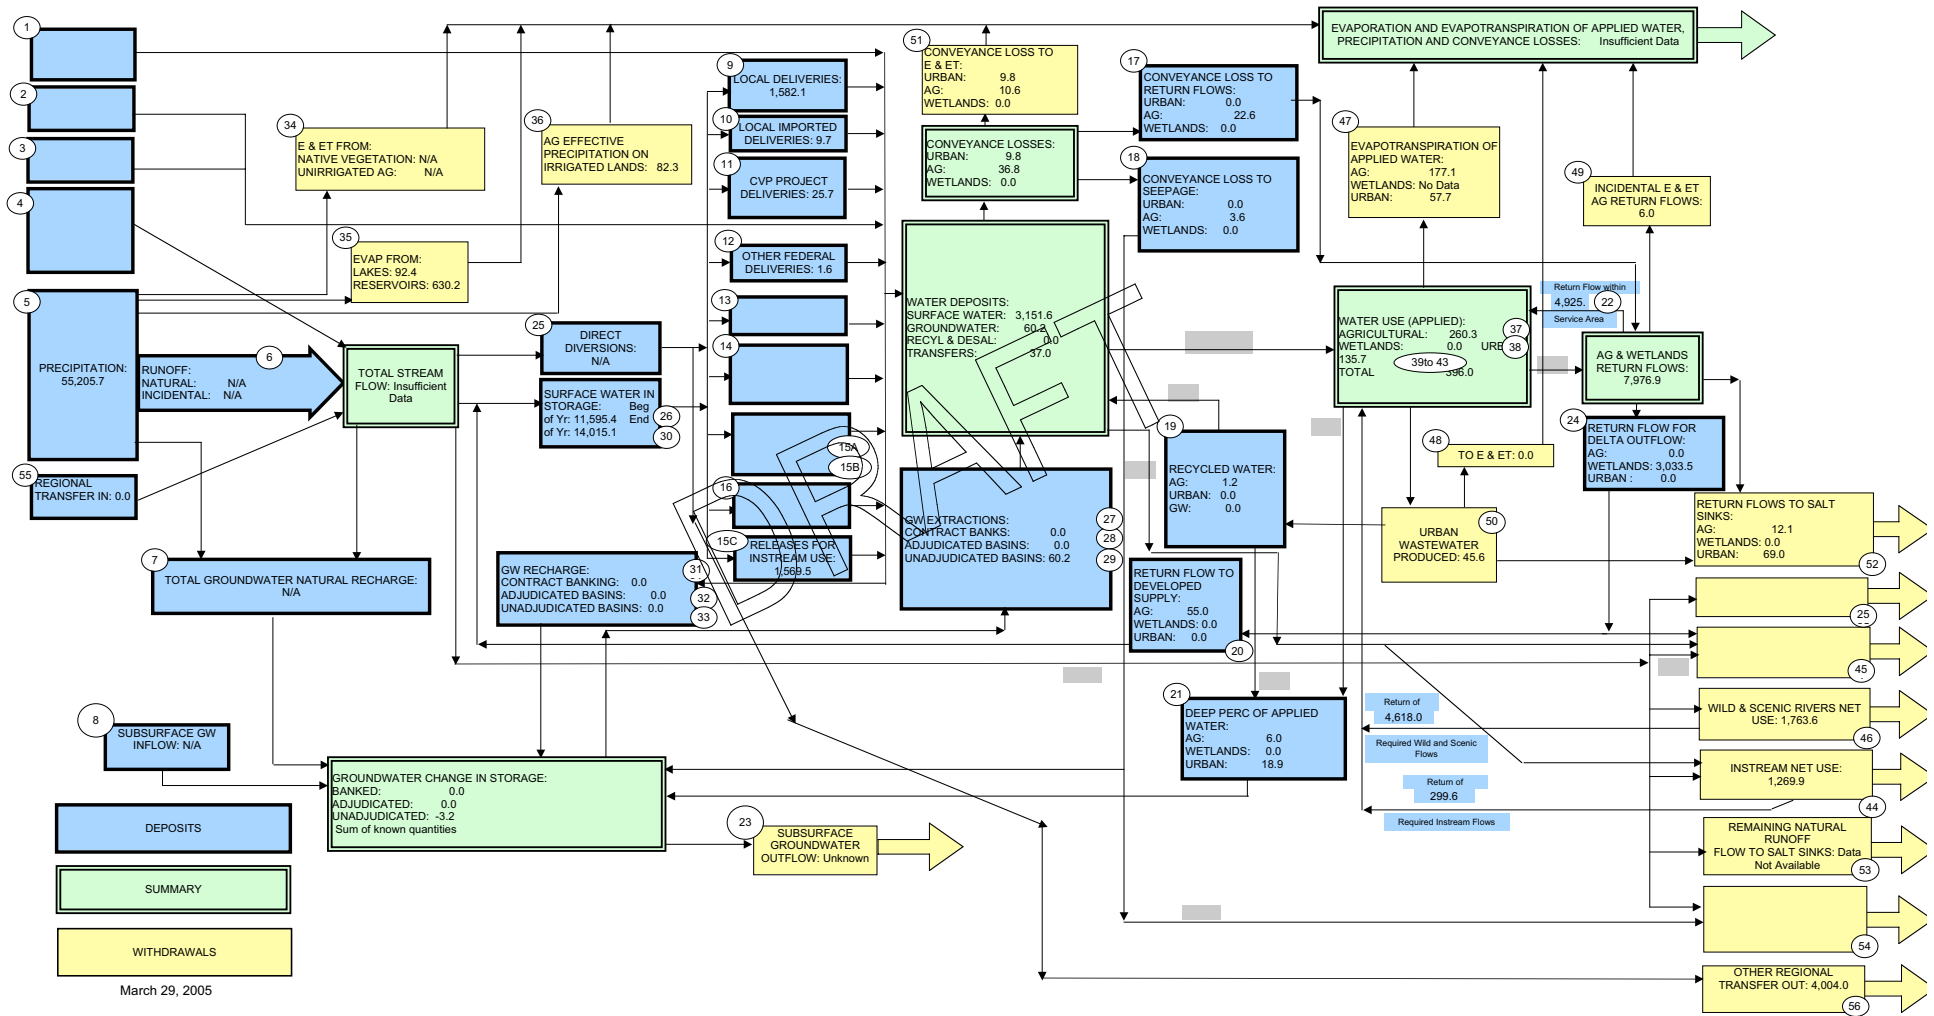 1
2
3
4
5
PRECIPITATION:
55,205.7
6
RUNOFF:
NATURAL: N/A
INCIDENTAL: N/A
55
REGIONAL
TRANSFER IN: 0.0
34
E & ET FROM:
NATIVE VEGETATION: N/A
UNIRRIGATED AG: N/A
35
EVAP FROM:
LAKES: 92.4
RESERVOIRS: 630.2
36
AG EFFECTIVE
PRECIPITATION ON
IRRIGATED LANDS: 82.3
TOTAL STREAM
FLOW: Insufficient
Data
25
DIRECT
DIVERSIONS:
N/A
SURFACE WATER IN
STORAGE: Beg
of Yr: 11,595.4 End
of Yr: 14,015.1
26
30
7
TOTAL GROUNDWATER NATURAL RECHARGE:
N/A
8
SUBSURFACE GW
INFLOW: N/A
9
LOCAL DELIVERIES:
1,582.1
10
LOCAL IMPORTED
DELIVERIES: 9.7
11
CVP PROJECT
DELIVERIES: 25.7
12
OTHER FEDERAL
DELIVERIES: 1.6
13
14
15A
15B
16
15C
RELEASES FOR
INSTREAM USE:
1,569.5
GW RECHARGE:
CONTRACT BANKING: 0.0
ADJUDICATED BASINS: 0.0
UNADJUDICATED BASINS: 0.0
31
32
33
51
CONVEYANCE LOSS TO
E & ET:
URBAN: 9.8
AG: 10.6
WETLANDS: 0.0
CONVEYANCE LOSSES:
URBAN: 9.8
AG: 36.8
WETLANDS: 0.0
17
CONVEYANCE LOSS TO
RETURN FLOWS:
URBAN: 0.0
AG: 22.6
WETLANDS: 0.0
18
CONVEYANCE LOSS TO
SEEPAGE:
URBAN: 0.0
AG: 3.6
WETLANDS: 0.0
WATER DEPOSITS:
SURFACE WATER: 3,151.6
GROUNDWATER: 60.2
RECYL & DESAL: 0.0
TRANSFERS: 37.0
GW EXTRACTIONS:
CONTRACT BANKS: 0.0
ADJUDICATED BASINS: 0.0
UNADJUDICATED BASINS: 60.2
27
28
29
DRAFT
19
RECYCLED WATER:
AG: 1.2
URBAN: 0.0
GW: 0.0
RETURN FLOW TO
DEVELOPED
SUPPLY:
AG: 55.0
WETLANDS: 0.0
URBAN: 0.0
20
21
DEEP PERC OF APPLIED
WATER:
AG: 6.0
WETLANDS: 0.0
URBAN: 18.9
EVAPORATION AND EVAPOTRANSPIRATION OF APPLIED WATER,
PRECIPITATION AND CONVEYANCE LOSSES: Insufficient Data
47
EVAPOTRANSPIRATION OF
APPLIED WATER:
AG: 177.1
WETLANDS: No Data
URBAN: 57.7
49
INCIDENTAL E & ET
AG RETURN FLOWS:
6.0
WATER USE (APPLIED):
AGRICULTURAL: 260.3
WETLANDS: 0.0 URB
135.7
TOTAL 396.0
37
38
39to 43
Return Flow within
4,925. 22
Service Area
AG & WETLANDS
RETURN FLOWS:
7,976.9
24
RETURN FLOW FOR
DELTA OUTFLOW:
AG: 0.0
WETLANDS: 3,033.5
URBAN : 0.0
48
TO E & ET: 0.0
50
URBAN
WASTEWATER
PRODUCED: 45.6
RETURN FLOWS TO SALT
SINKS:
AG: 12.1
WETLANDS: 0.0
URBAN: 69.0
52
25
45
WILD & SCENIC RIVERS NET
USE: 1,763.6
46
INSTREAM NET USE:
1,269.9
44
REMAINING NATURAL
RUNOFF
FLOW TO SALT SINKS: Data
Not Available
53
54
OTHER REGIONAL
TRANSFER OUT: 4,004.0
56
Return of
4,618.0
Required Wild and Scenic
Flows
Return of
299.6
Required Instream Flows
GROUNDWATER CHANGE IN STORAGE:
BANKED: 0.0
ADJUDICATED: 0.0
UNADJUDICATED: -3.2
Sum of known quantities
23
SUBSURFACE
GROUNDWATER
OUTFLOW: Unknown
DEPOSITS
SUMMARY
WITHDRAWALS
March 29, 2005